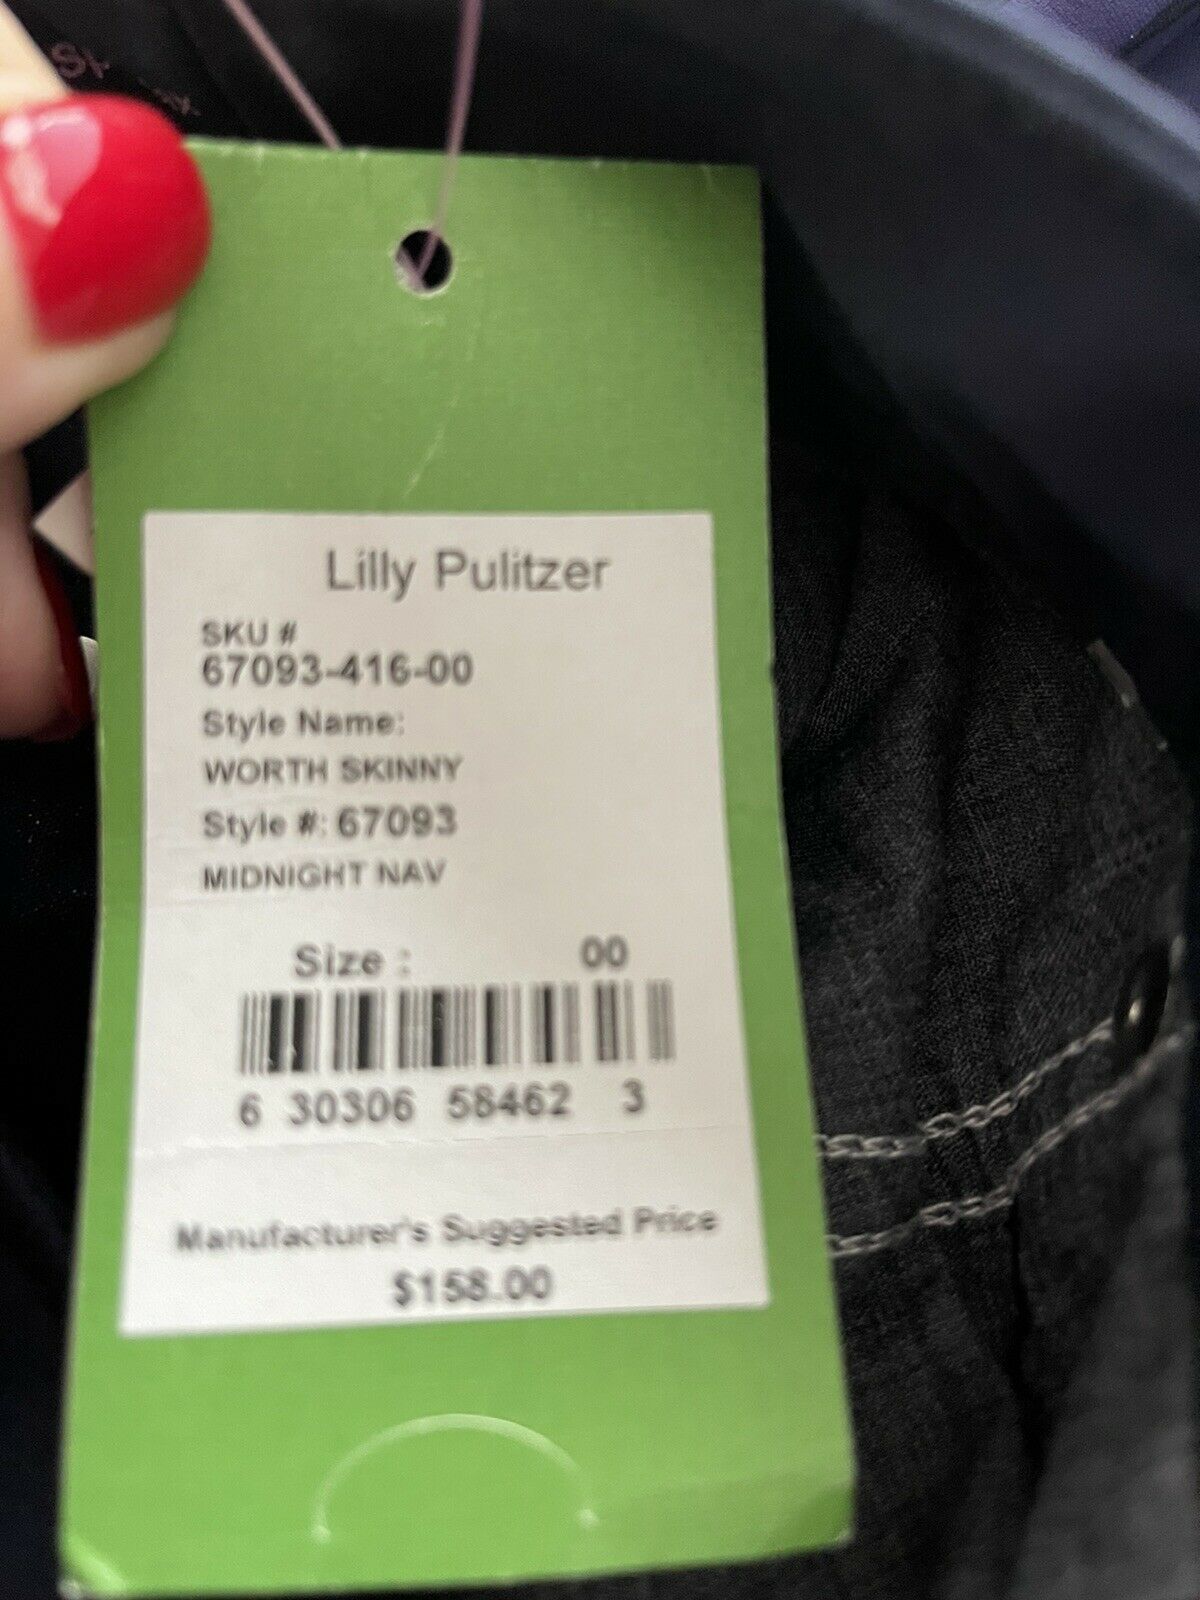 Lilly Pulitzer
SKU #
67093-416-00
Style Name:
WORTH SKINNY
Style #: 67093
MIDNIGHT NAV
Size : 00
6 30306 58462 3
Manufacturer's Suggested Price
$158.00